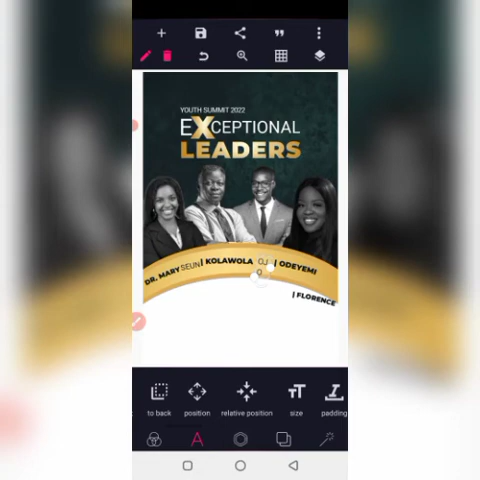 YOUTH SUMMIT 2022
EXCEPTIONAL
LEADERS
DR. MARY SEUN | KOLAWOLA OJ | ODEYEMI
| FLORENCE
to back position relative position size padding